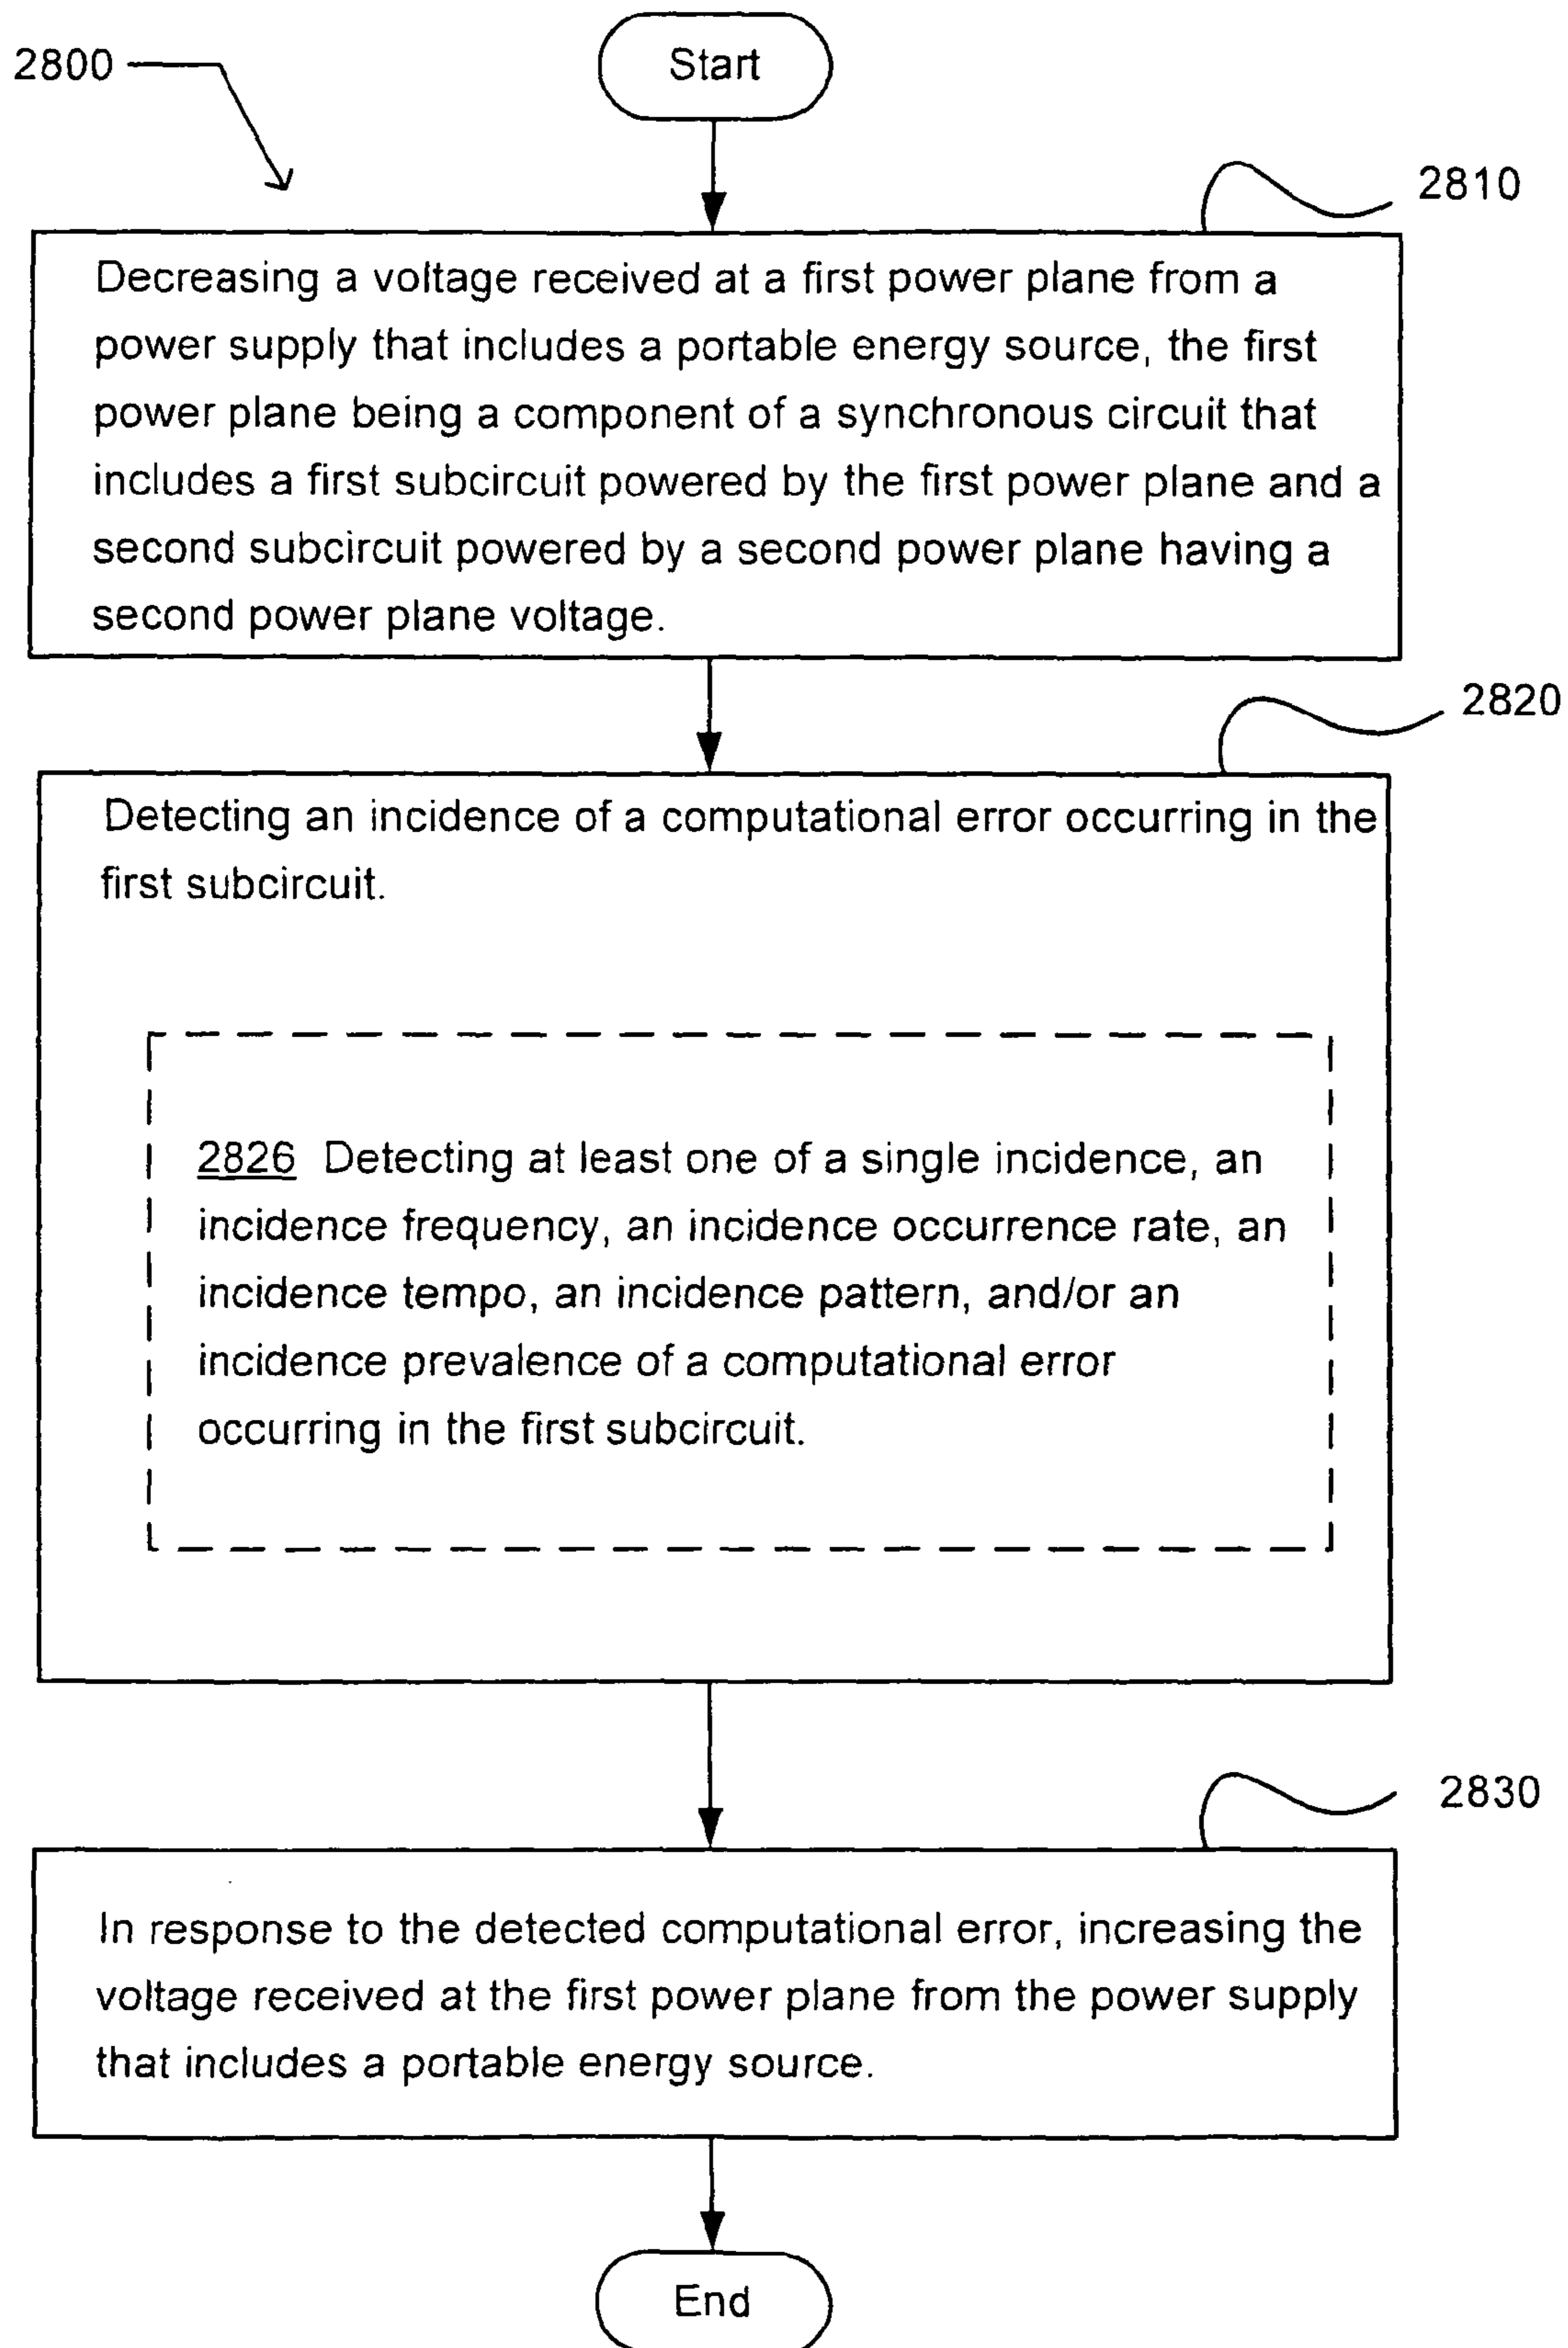 Start
2800
2810
Decreasing a voltage received at a first power plane from a
power supply that includes a portable energy source, the first
power plane being a component of a synchronous circuit that
includes a first subcircuit powered by the first power plane and a
second subcircuit powered by a second power plane having a
second power plane voltage.
2820
Detecting an incidence of a computational error occurring in the
first subcircuit.
2826 Detecting at least one of a single incidence, an
incidence frequency, an incidence occurrence rate, an
incidence tempo, an incidence pattern, and/or an
incidence prevalence of a computational error
occurring in the first subcircuit.
2830
In response to the detected computational error, increasing the
voltage received at the first power plane from the power supply
that includes a portable energy source.
End